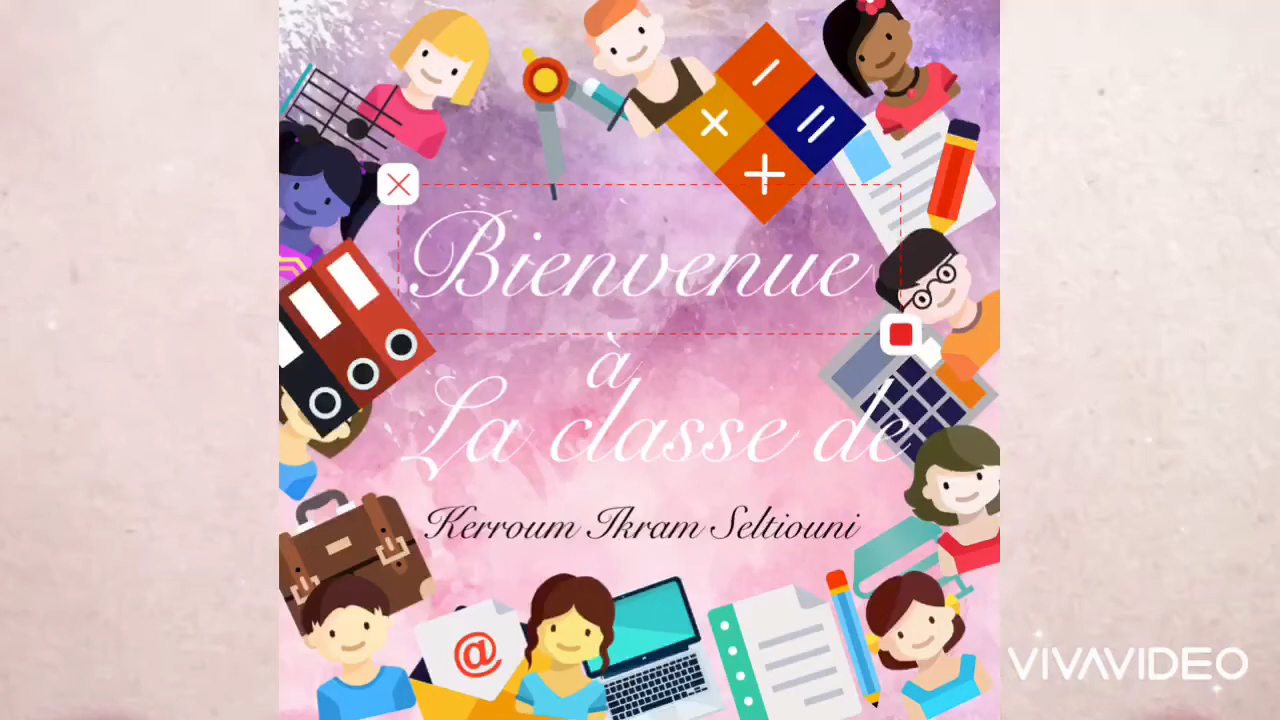 Bienvenue
à
La classe de
Kerroum Ikram Seltiouni
@
VIVAVIDEO